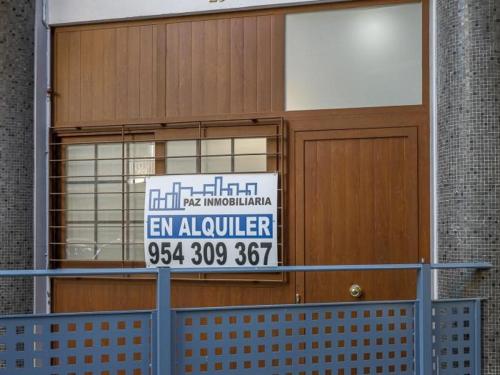 PAZ INMOBILIARIA
EN ALQUILER
954 309 367